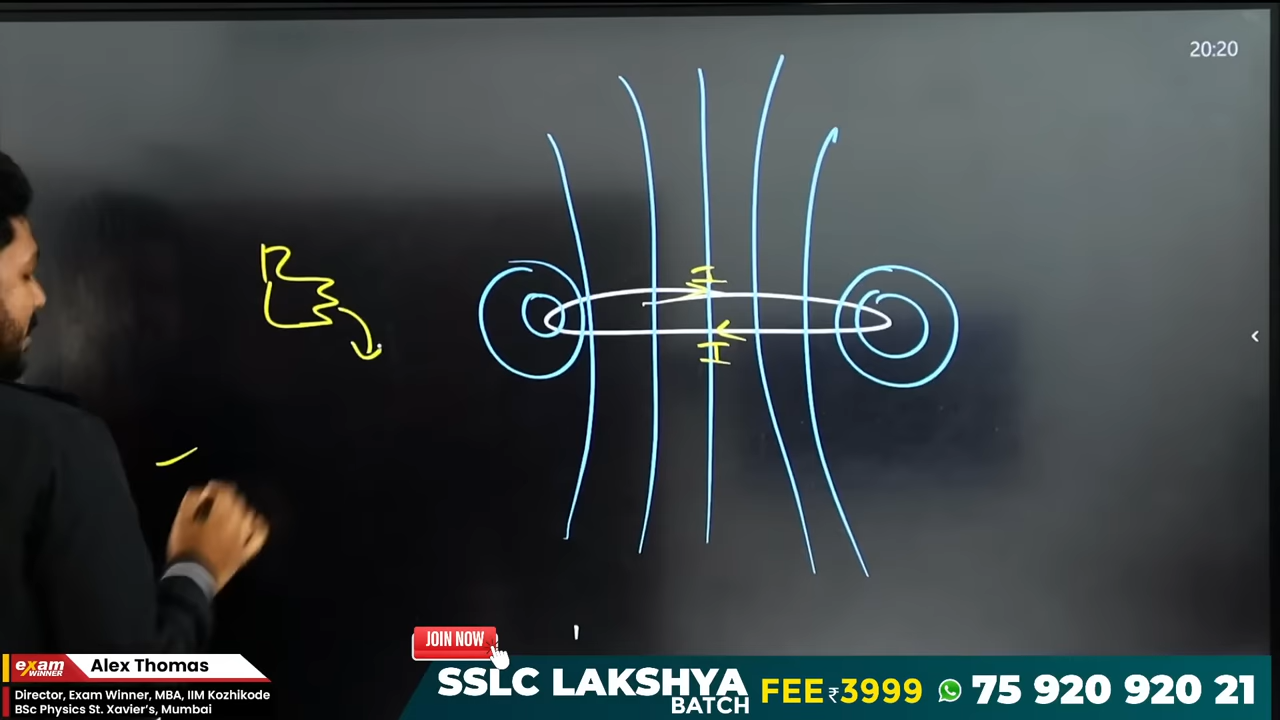 20:20
I
I
JOIN NOW
exam WINNER
Alex Thomas
Director, Exam Winner, MBA, IIM Kozhikode
BSc Physics St. Xavier's, Mumbai
SSLC LAKSHYA BATCH
FEE ₹3999
75 920 920 21